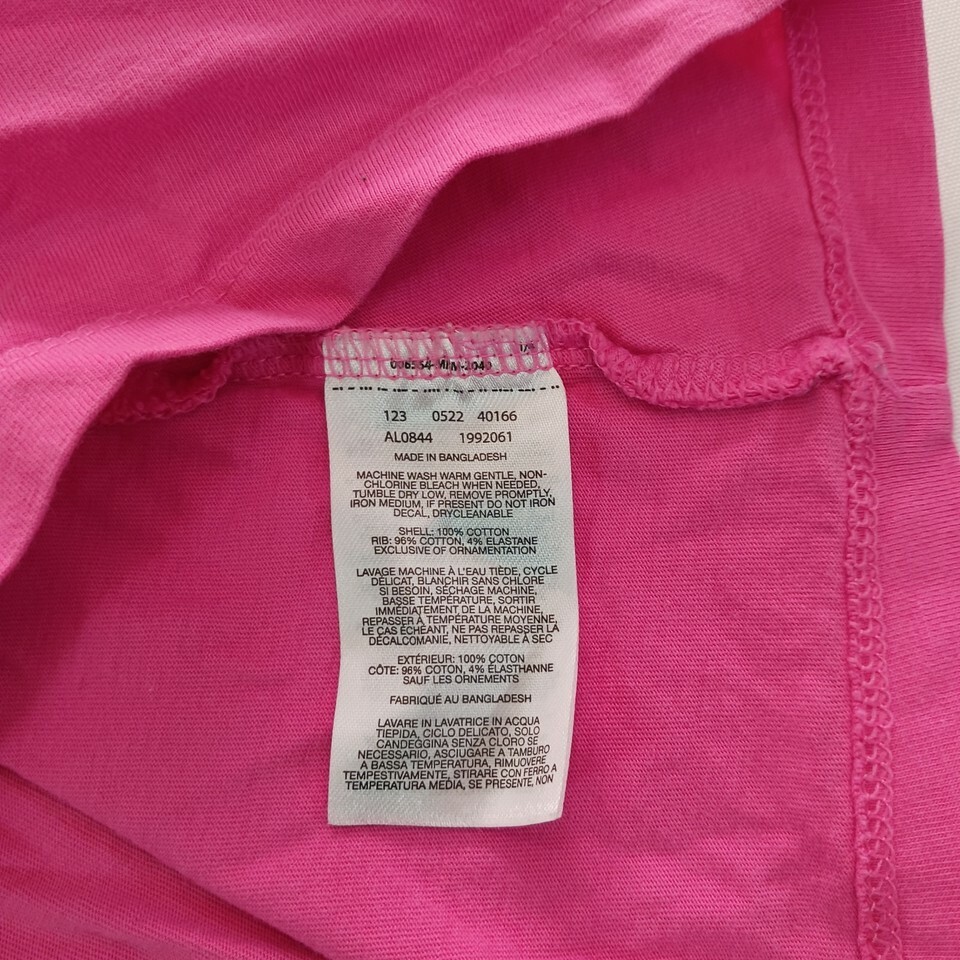 123 0522 40166
AL0844 1992061
MADE IN BANGLADESH
MACHINE WASH WARM GENTLE, NON-
CHLORINE BLEACH WHEN NEEDED,
TUMBLE DRY LOW, REMOVE PROMPTLY,
IRON MEDIUM, IF PRESENT DO NOT IRON
DECAL, DRYCLEANABLE
SHELL: 100% COTTON
RIB: 96% COTTON, 4% ELASTANE
EXCLUSIVE OF ORNAMENTATION
LAVAGE MACHINE À L'EAU TIÈDE, CYCLE
DÉLICAT, BLANCHIR SANS CHLORE
SI BESOIN, SÉCHAGE MACHINE,
BASSE TEMPÉRATURE, SORTIR
IMMÉDIATEMENT DE LA MACHINE,
REPASSER À TEMPÉRATURE MOYENNE,
LE CAS ÉCHÉANT, NE PAS REPASSER LA
DÉCALCOMANIE, NETTOYABLE À SEC
EXTÉRIEUR: 100% COTON
CÔTE: 96% COTON, 4% ÉLASTHANNE
SAUF LES ORNEMENTS
FABRIQUÉ AU BANGLADESH
LAVARE IN LAVATRICE IN ACQUA
TIEPIDA, CICLO DELICATO, SOLO
CANDEGGINA SENZA CLORO SE
NECESSARIO, ASCIUGARE A TAMBURO
A BASSA TEMPERATURA, RIMUOVERE
TEMPESTIVAMENTE, STIRARE CON FERRO A
TEMPERATURA MEDIA, SE PRESENTE, NON